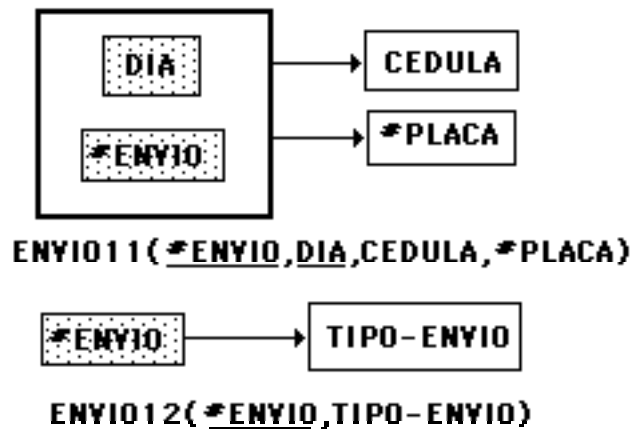 DIA
CEDULA
#ENVIO
#PLACA
ENVIO11(#ENVIO,DIA,CEDULA,#PLACA)
#ENVIO
TIPO-ENVIO
ENVIO12(#ENVIO,TIPO-ENVIO)